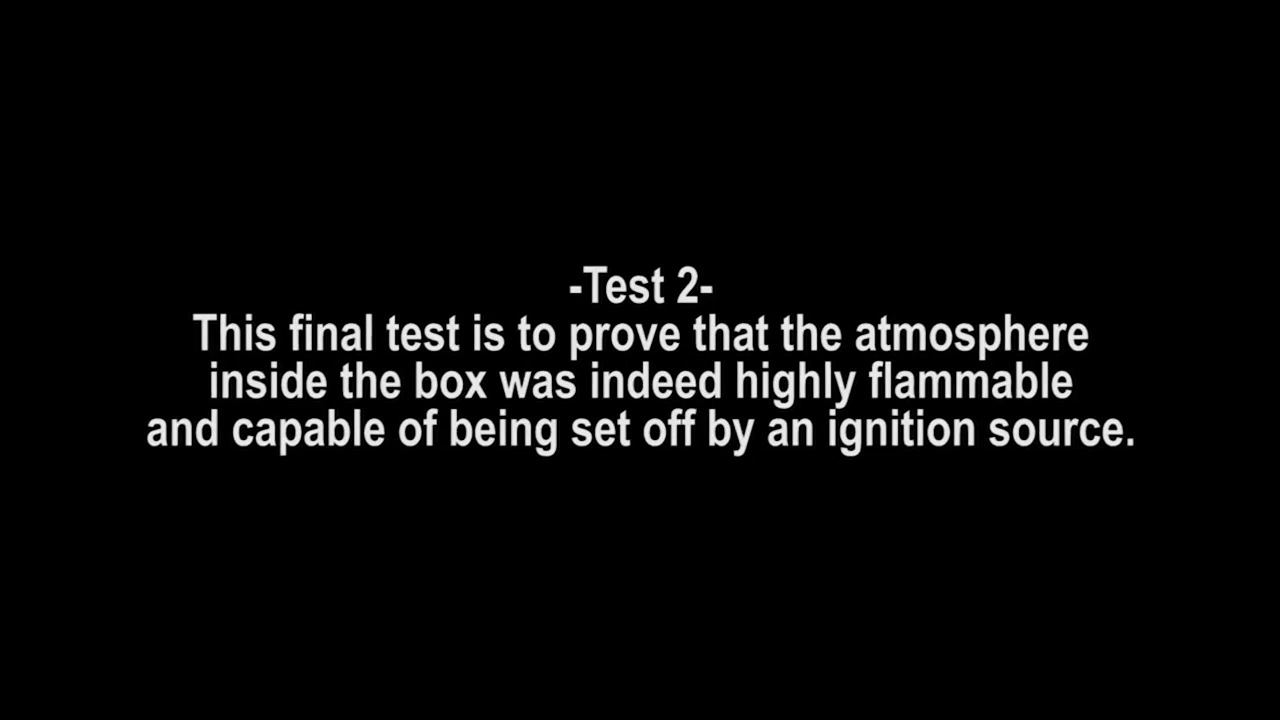 -Test 2-
This final test is to prove that the atmosphere
inside the box was indeed highly flammable
and capable of being set off by an ignition source.